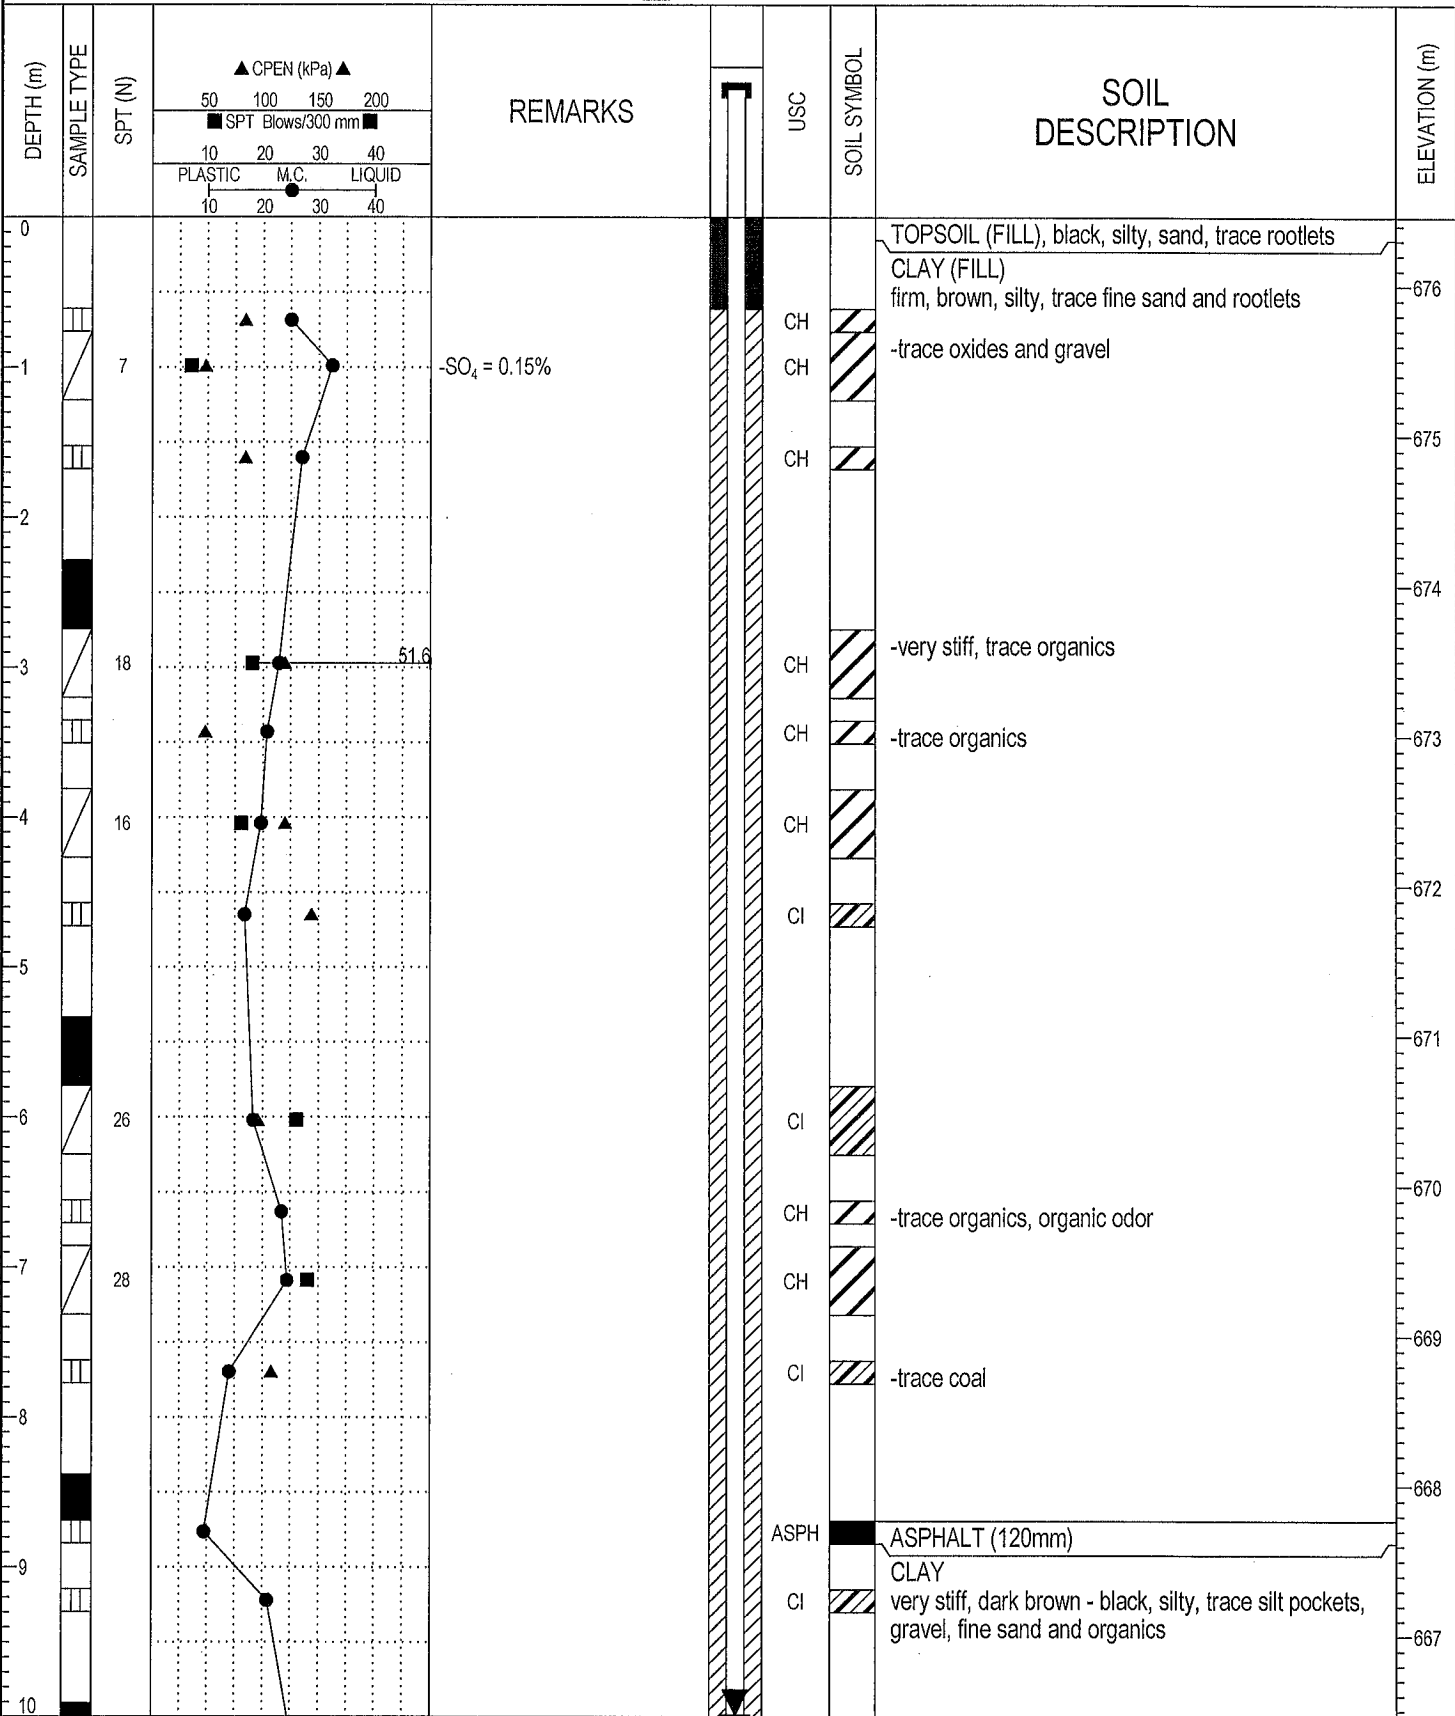 DEPTH (m)
SAMPLE TYPE
SPT (N)
▲ CPEN (kPa) ▲
50 100 150 200
■ SPT Blows/300 mm ■
10 20 30 40
PLASTIC M.C. LIQUID
10 20 30 40
REMARKS
USC
SOIL SYMBOL
SOIL
DESCRIPTION
ELEVATION (m)
0
TOPSOIL (FILL), black, silty, sand, trace rootlets
CLAY (FILL)
676
firm, brown, silty, trace fine sand and rootlets
CH
-trace oxides and gravel
1
7
-SO₄ = 0.15%
CH
675
CH
2
674
-very stiff, trace organics
51.6
3
18
CH
CH
-trace organics
673
4
16
CH
672
CI
5
671
6
26
CI
670
CH
-trace organics, organic odor
7
28
CH
669
CI
-trace coal
8
668
ASPH
ASPHALT (120mm)
9
CLAY
CI
very stiff, dark brown - black, silty, trace silt pockets,
gravel, fine sand and organics
667
10